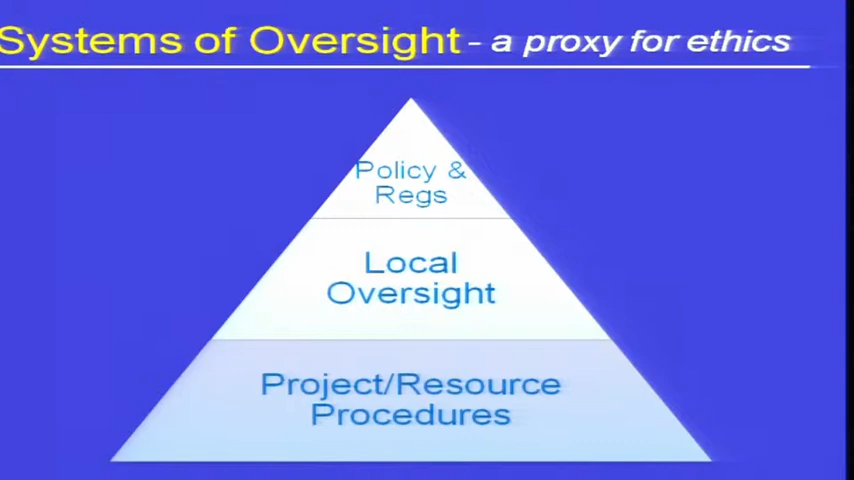 Systems of Oversight - a proxy for ethics
Policy &
Regs
Local
Oversight
Project/Resource
Procedures